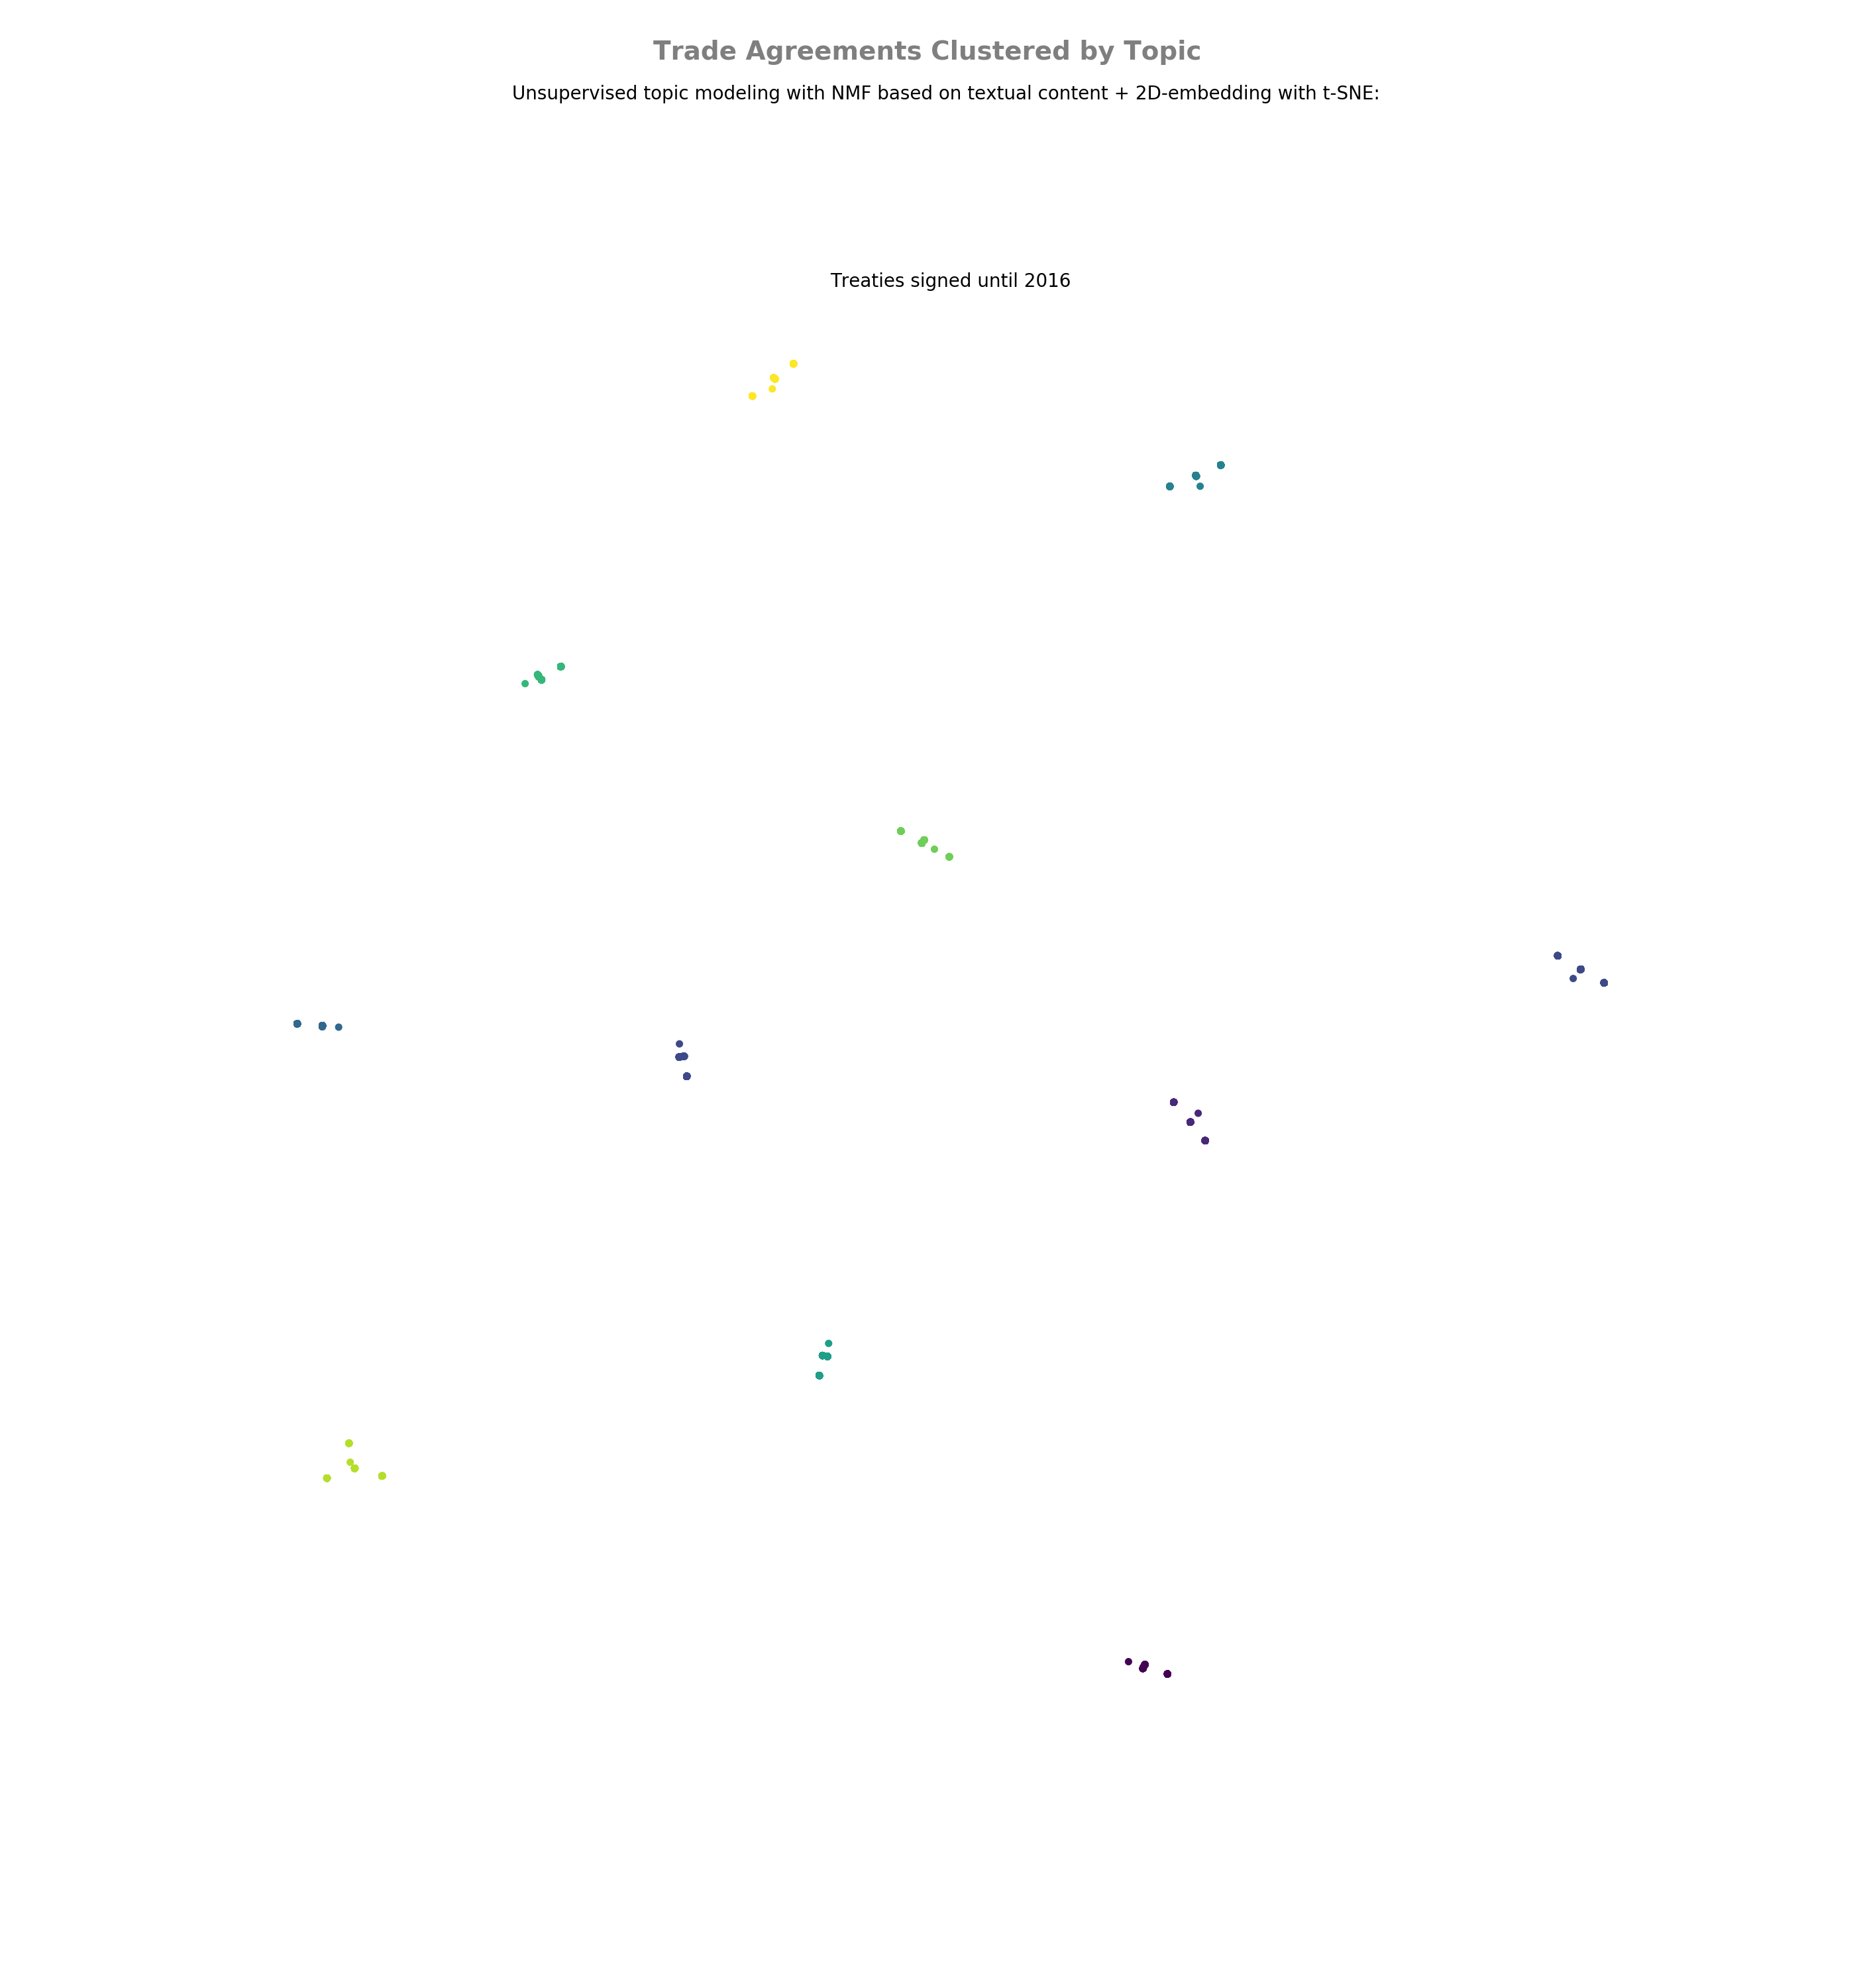 Trade Agreements Clustered by Topic
Unsupervised topic modeling with NMF based on textual content + 2D-embedding with t-SNE:
Treaties signed until 2016